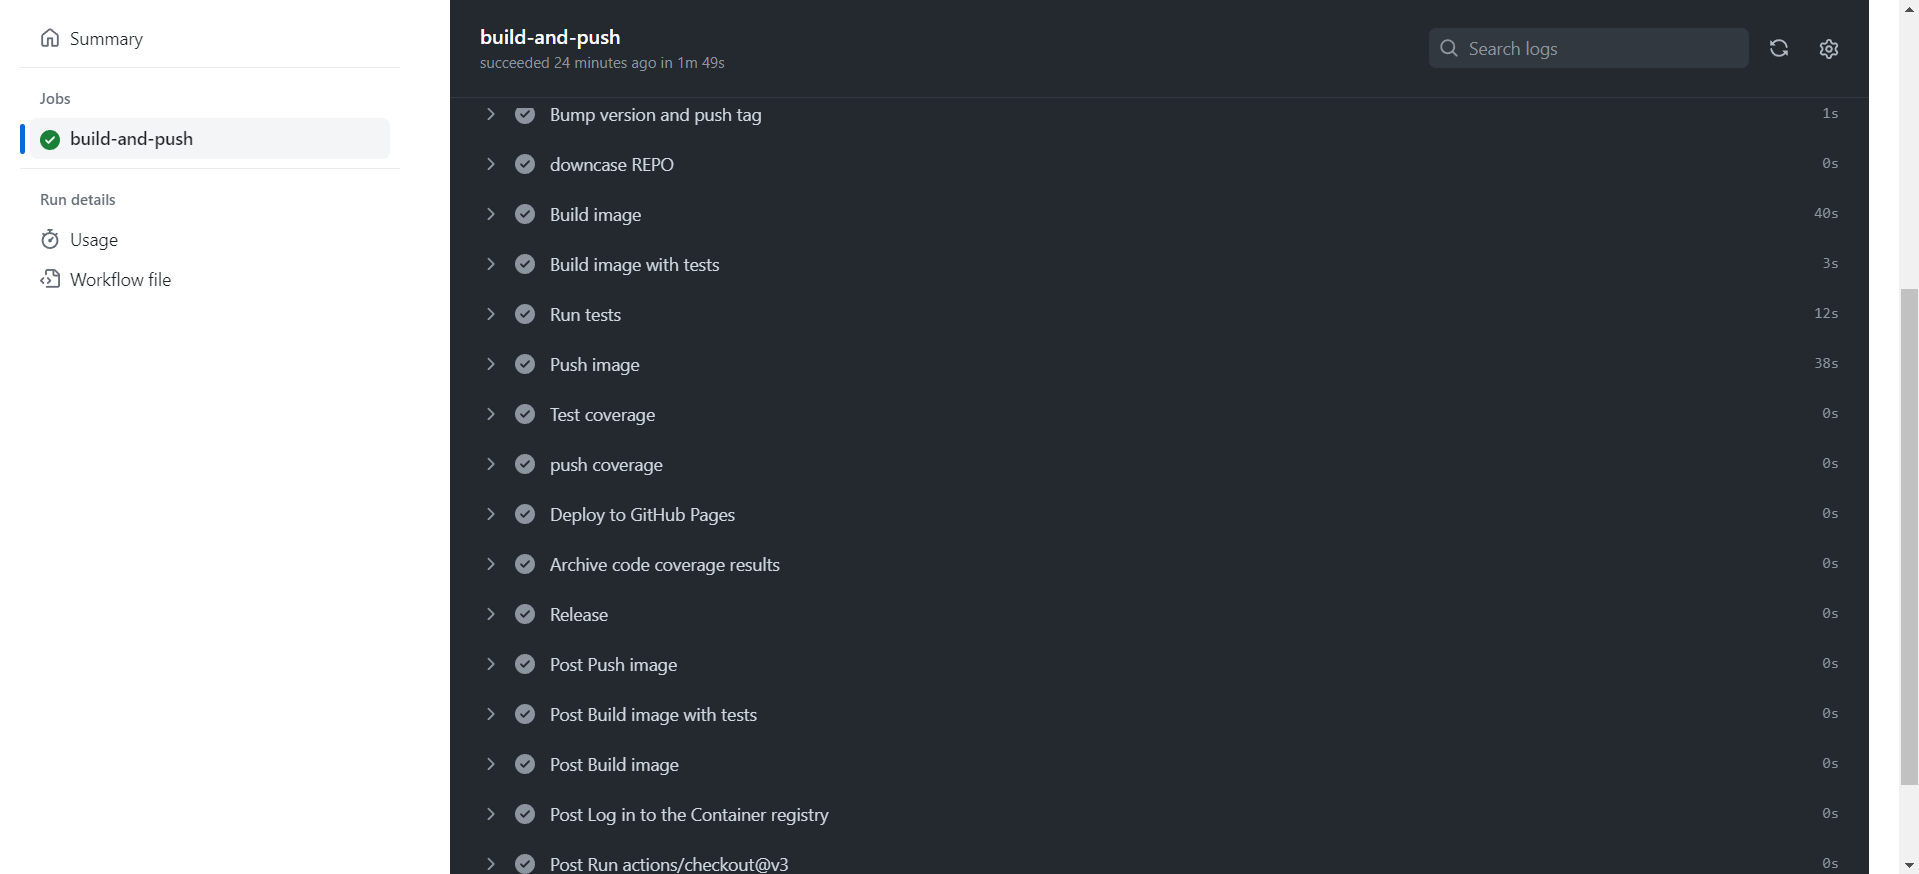 Summary
Jobs
build-and-push
Run details
Usage
Workflow file
build-and-push
succeeded 24 minutes ago in 1m 49s
Search logs
Bump version and push tag 1s
downcase REPO 0s
Build image 40s
Build image with tests 3s
Run tests 12s
Push image 38s
Test coverage 0s
push coverage 0s
Deploy to GitHub Pages 0s
Archive code coverage results 0s
Release 0s
Post Push image 0s
Post Build image with tests 0s
Post Build image 0s
Post Log in to the Container registry 0s
Post Run actions/checkout@v3 0s